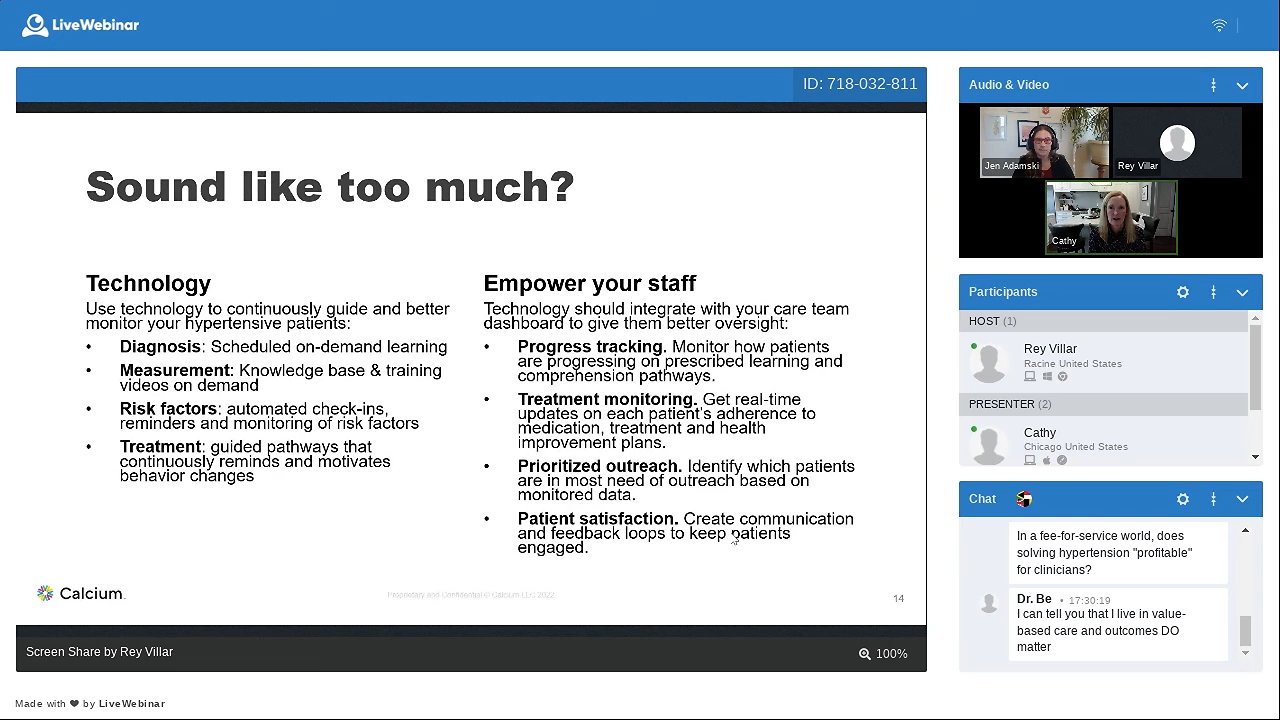 LiveWebinar
ID: 718-032-811
Sound like too much?
Technology
Use technology to continuously guide and better
monitor your hypertensive patients:
• Diagnosis: Scheduled on-demand learning
• Measurement: Knowledge base & training
videos on demand
• Risk factors: automated check-ins,
reminders and monitoring of risk factors
• Treatment: guided pathways that
continuously reminds and motivates
behavior changes
Empower your staff
Technology should integrate with your care team
dashboard to give them better oversight:
• Progress tracking. Monitor how patients
are progressing on prescribed learning and
comprehension pathways.
• Treatment monitoring. Get real-time
updates on each patient's adherence to
medication, treatment and health
improvement plans.
• Prioritized outreach. Identify which patients
are in most need of outreach based on
monitored data.
• Patient satisfaction. Create communication
and feedback loops to keep patients
engaged.
Calcium
Proprietary and Confidential © Calcium LLC 2022
14
Screen Share by Rey Villar
100%
Made with ❤ by LiveWebinar
Audio & Video
Jen Adamski
Rey Villar
Cathy
Participants
HOST (1)
Rey Villar
Racine United States
PRESENTER (2)
Cathy
Chicago United States
Chat
In a fee-for-service world, does
solving hypertension "profitable"
for clinicians?
Dr. Be • 17:30:19
I can tell you that I live in value-
based care and outcomes DO
matter